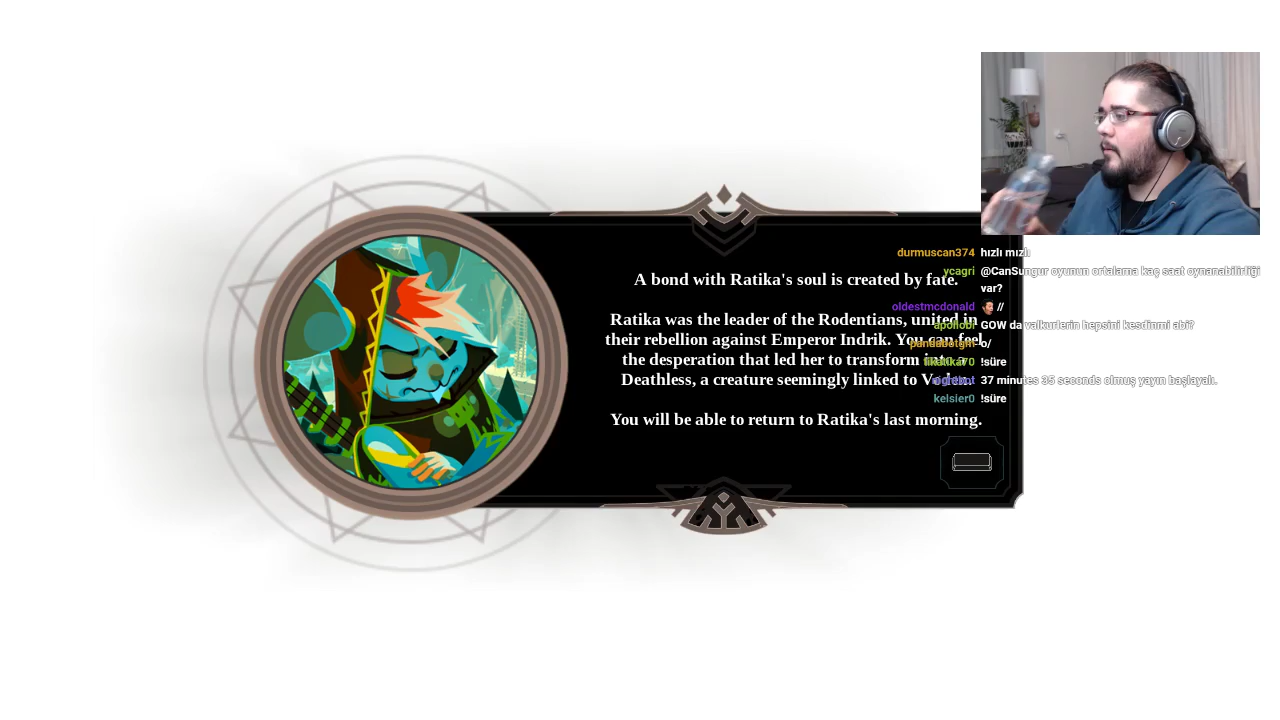 A bond with Ratika's soul is created by fate.
Ratika was the leader of the Rodentians, united in
their rebellion against Emperor Indrik. You can feel
the desperation that led her to transform into a
Deathless, a creature seemingly linked to
You will be able to return to Ratika's last morning.
durmuscan374 hızlı mızlı
ycagri @CanSungur oyunun ortalama kaç saat oynanabilirliği
var?
oldestmcdonald //
apollobi GOW da valkurlerin hepsini kesdinmi abi?
o/
!süre
37 minutes 35 seconds olmuş yayın başlayalı.
kelsier0 !süre